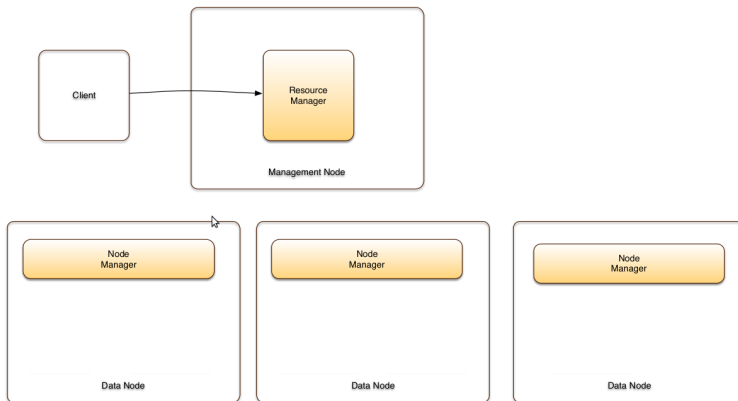 Client
Resource
Manager
Management Node
Node
Manager
Node
Manager
Node
Manager
Data Node
Data Node
Data Node